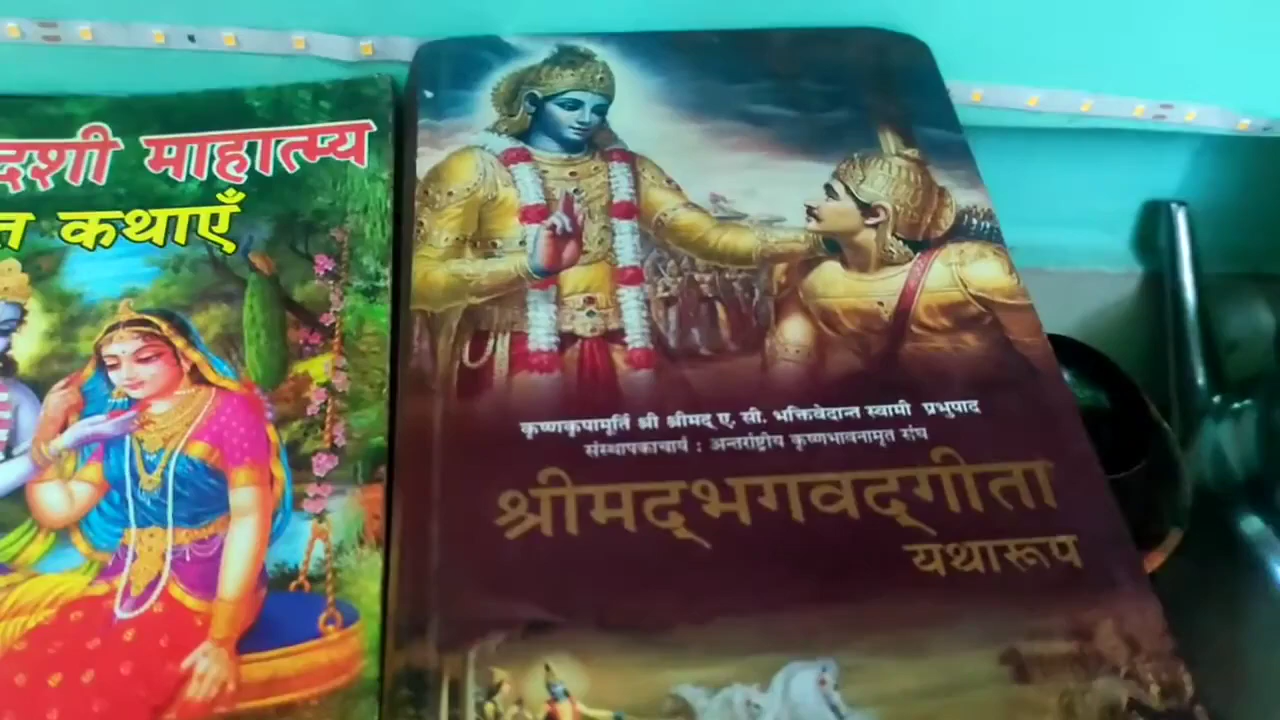 दशी माहात्म्य
त कथाएँ
कृष्णकृपामूर्ति श्री श्रीमद् ए. सी. भक्तिवेदान्त स्वामी प्रभुपाद
संस्थापकाचार्य : अन्तर्राष्ट्रीय कृष्णभावनामृत संघ
श्रीमद्भगवद्गीता
यथारूप